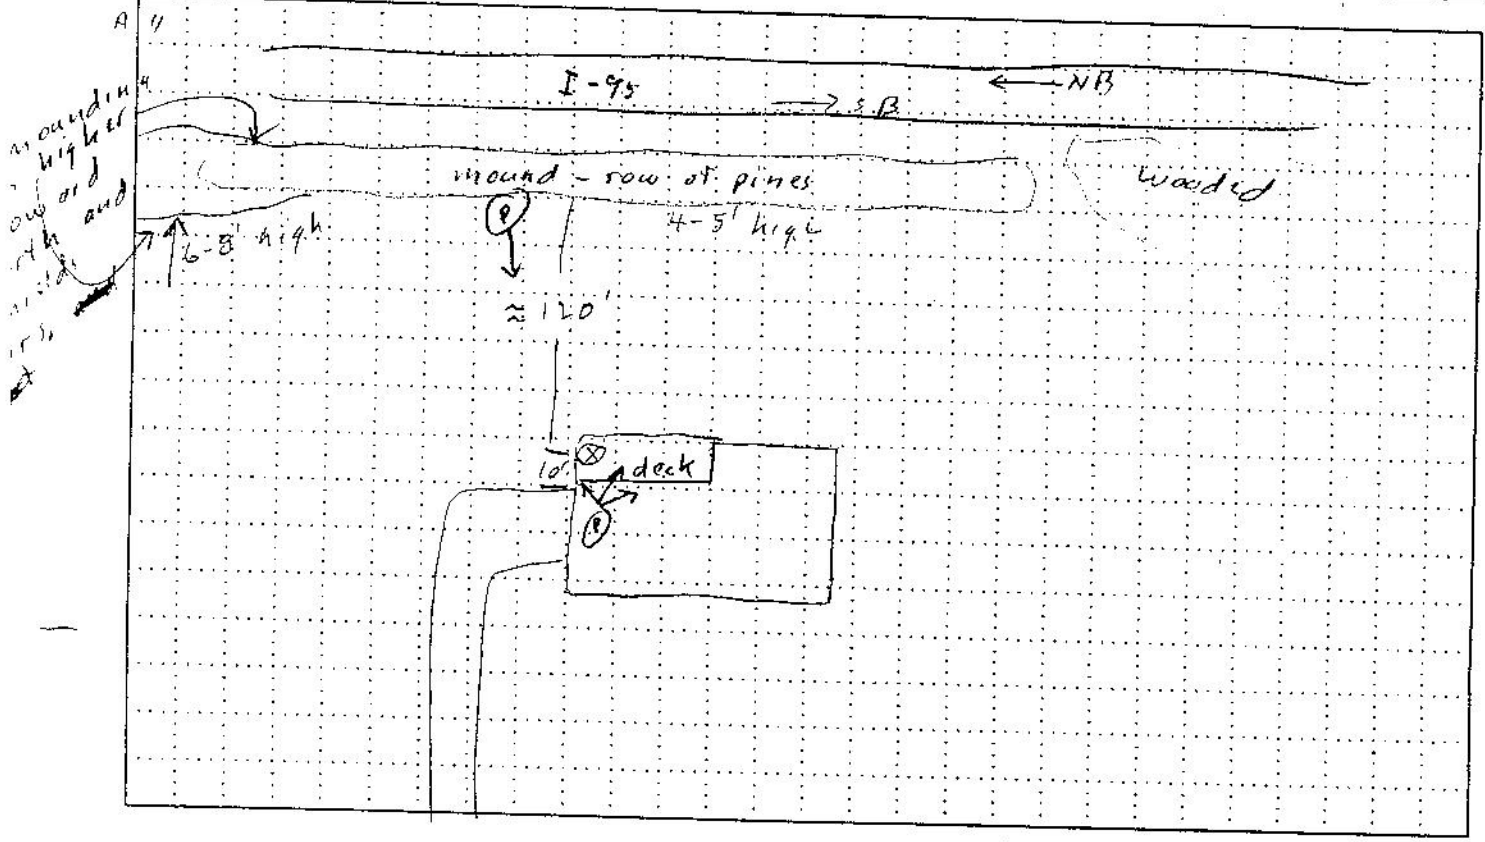 A
I-95
← NB
→ SB
mounding
higher
and
mound - row of pines
wooded
6-8' high
4-5' high
P
≈ 120'
10'
deck
P